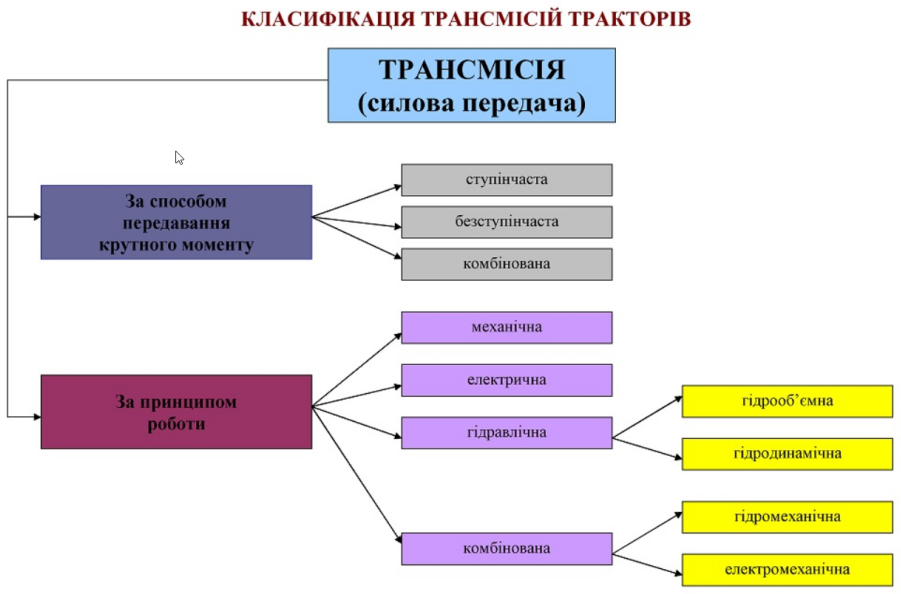 КЛАСИФІКАЦІЯ ТРАНСМІСІЙ ТРАКТОРІВ
ТРАНСМІСІЯ
(силова передача)
За способом
передавання
крутного моменту
ступінчаста
безступінчаста
комбінована
За принципом
роботи
механічна
електрична
гідравлічна
комбінована
гідрооб’ємна
гідродинамічна
гідромеханічна
електромеханічна